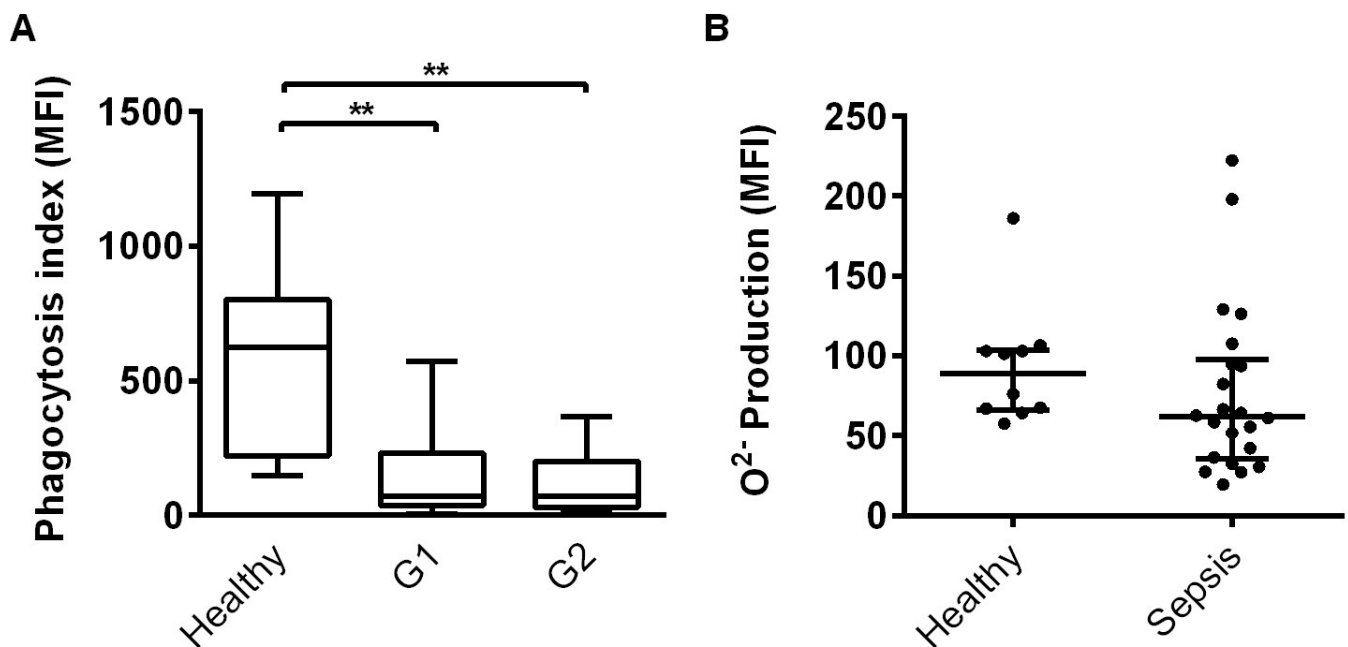 A
Phagocytosis index (MFI)
1500
1000
500
0
**
**
Healthy
G1
G2
B
O²⁻ Production (MFI)
250
200
150
100
50
0
Healthy
Sepsis